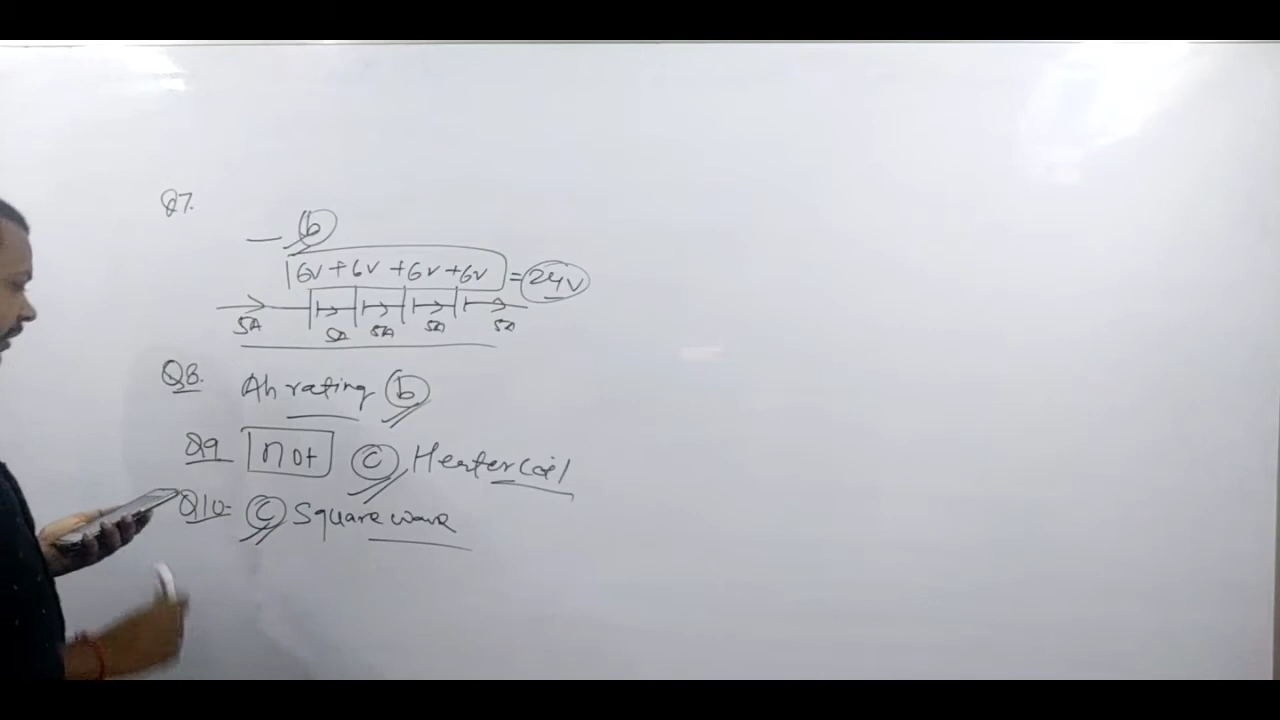 Q7.
— b
6V + 6V + 6V + 6V = 24V
5A 5A 5A 5A 5A
Q8. Ah rating b
Q9 Not C Heater Coil
Q10- C Square wave